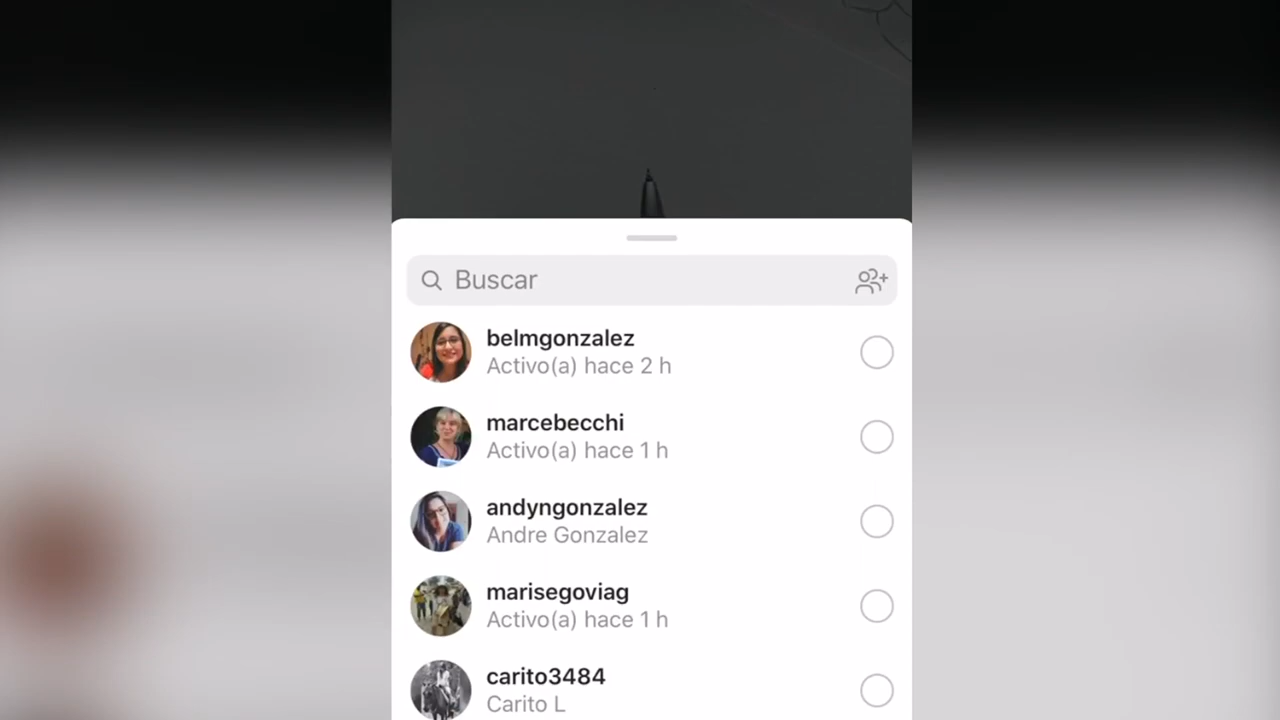 Buscar
belmgonzalez
Activo(a) hace 2 h
marcebecchi
Activo(a) hace 1 h
andyngonzalez
Andre Gonzalez
marisegoviag
Activo(a) hace 1 h
carito3484
Carito L